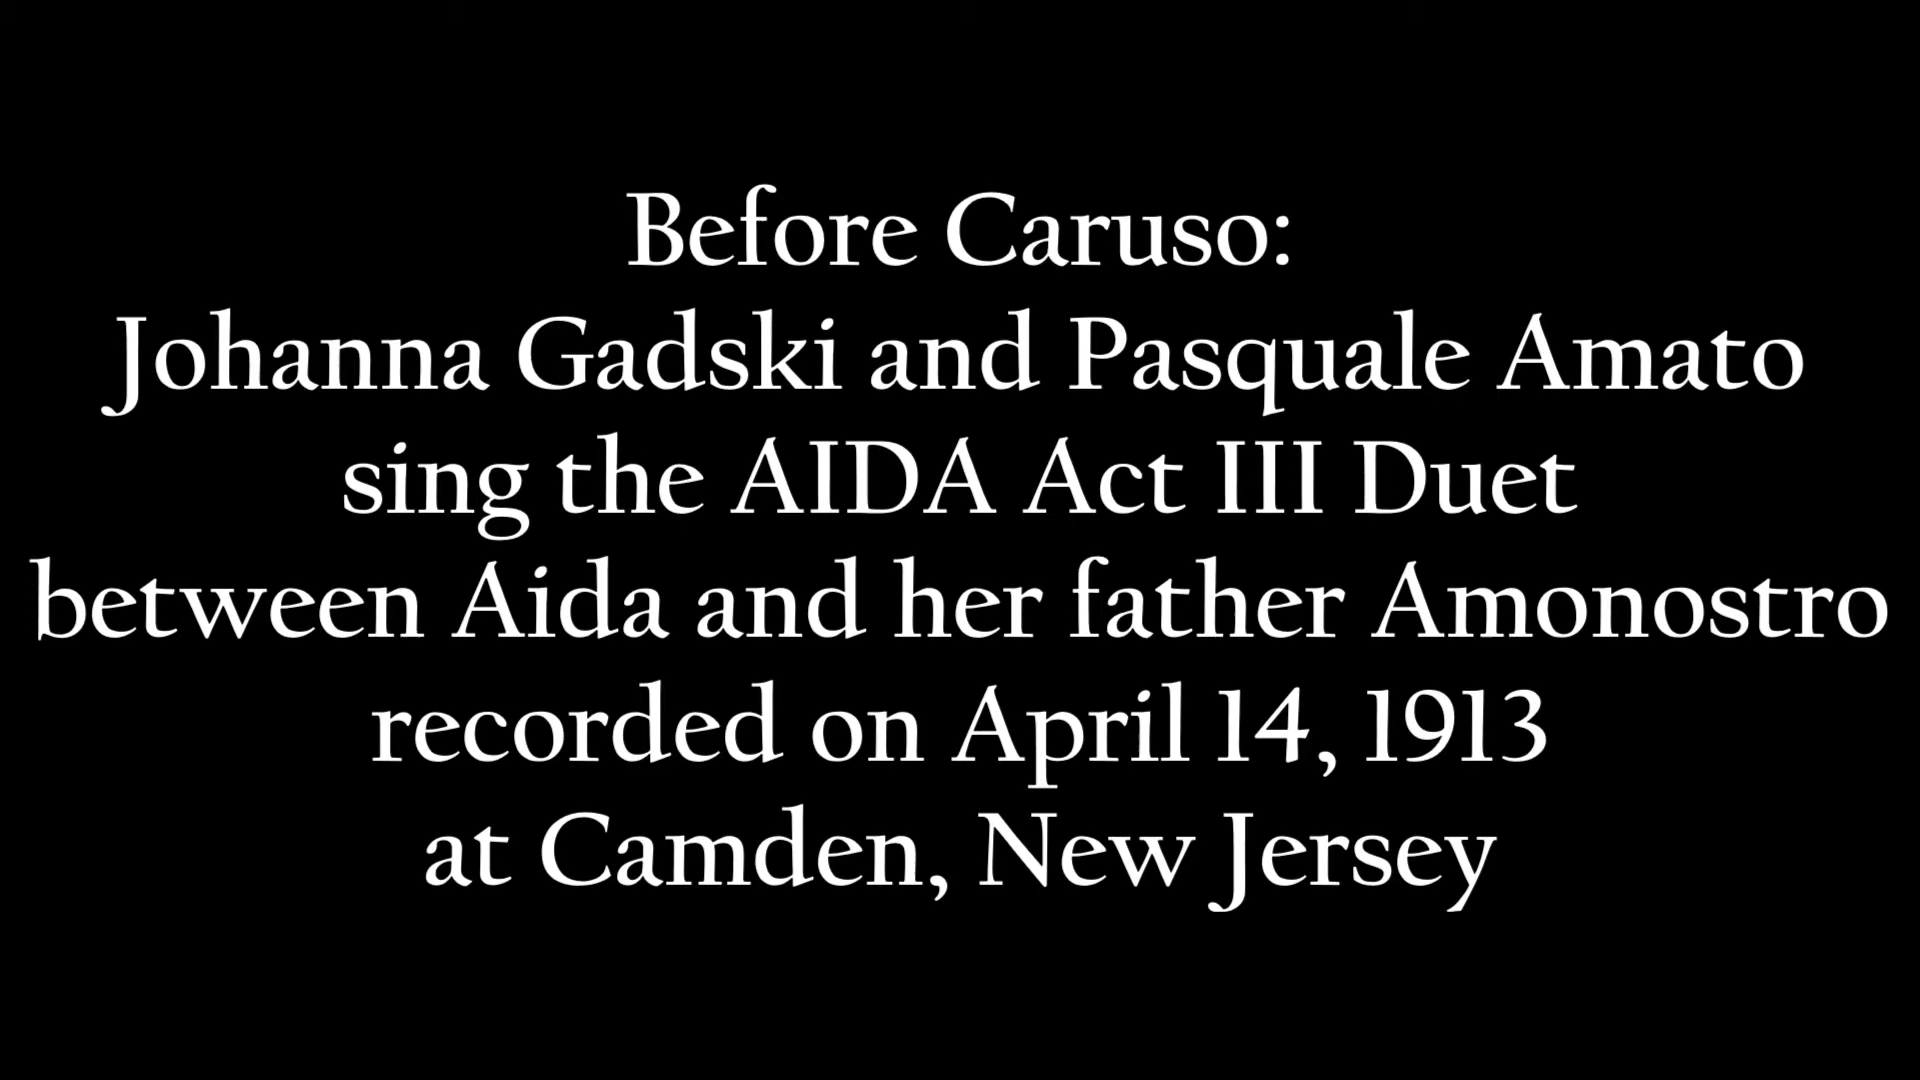 Before Caruso:
Johanna Gadski and Pasquale Amato
sing the AIDA Act III Duet
between Aida and her father Amonostro
recorded on April 14, 1913
at Camden, New Jersey